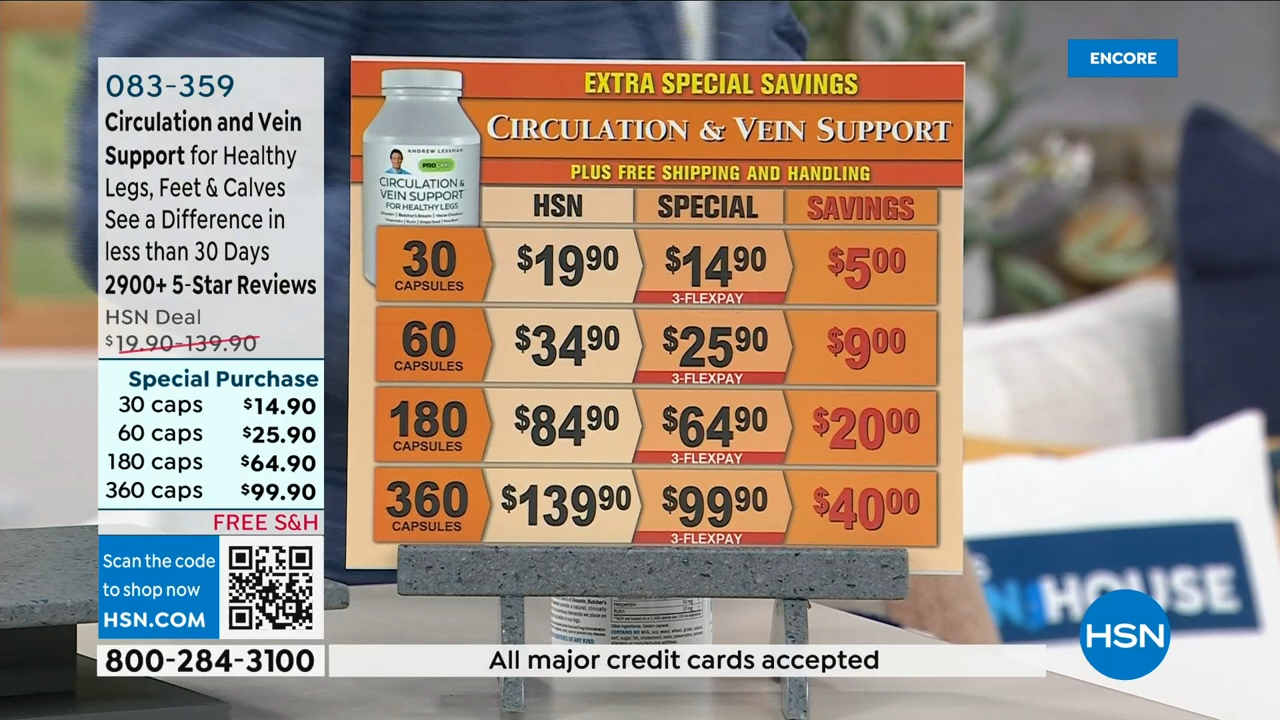 ENCORE
083-359
Circulation and Vein
Support for Healthy
Legs, Feet & Calves
See a Difference in
less than 30 Days
2900+ 5-Star Reviews
HSN Deal
$19.90-139.90
Special Purchase
30 caps $14.90
60 caps $25.90
180 caps $64.90
360 caps $99.90
FREE S&H
Scan the code
to shop now
HSN.COM
800-284-3100
All major credit cards accepted
HSN
EXTRA SPECIAL SAVINGS
CIRCULATION & VEIN SUPPORT
PLUS FREE SHIPPING AND HANDLING
HSN SPECIAL SAVINGS
30 CAPSULES $19.90 $14.90 3-FLEXPAY $5.00
60 CAPSULES $34.90 $25.90 3-FLEXPAY $9.00
180 CAPSULES $84.90 $64.90 3-FLEXPAY $20.00
360 CAPSULES $139.90 $99.90 3-FLEXPAY $40.00
ANDREW LESSMAN
PROCAPS
CIRCULATION &
VEIN SUPPORT
FOR HEALTHY LEGS
Hesperidin
Rutin
HOUSE